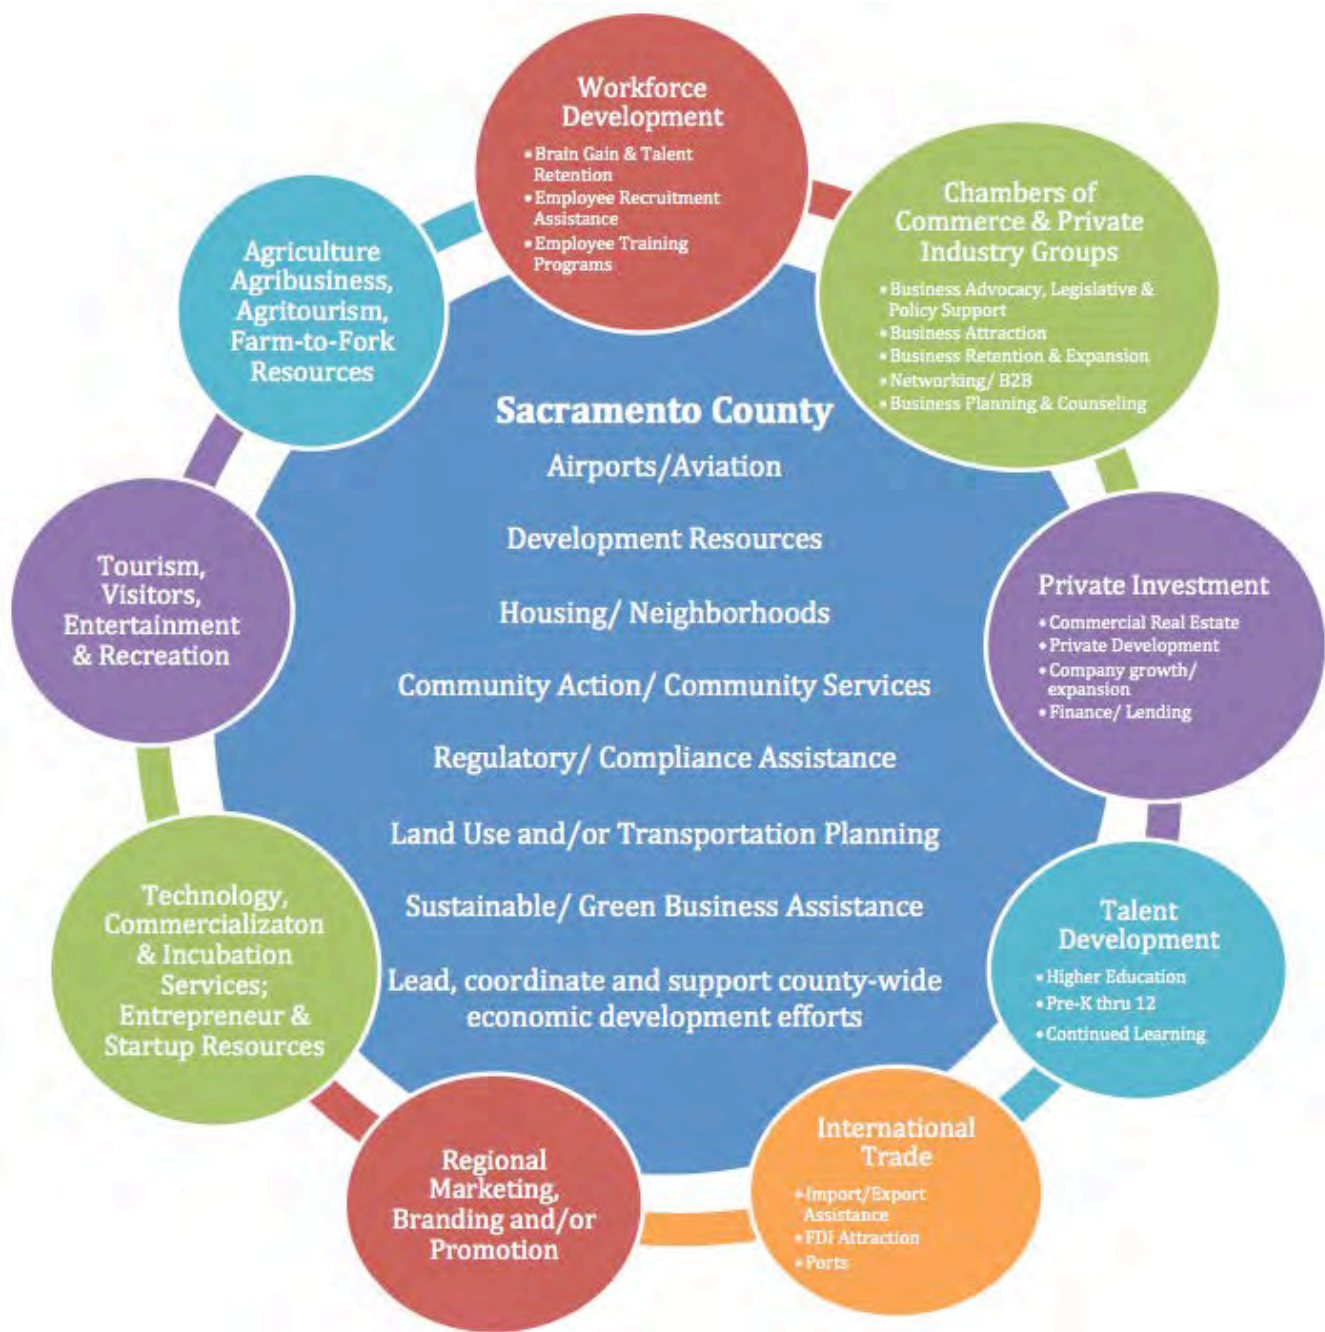 Workforce
Development
• Brain Gain & Talent
Retention
• Employee Recruitment
Assistance
• Employee Training
Programs
Chambers of
Commerce & Private
Industry Groups
• Business Advocacy, Legislative &
Policy Support
• Business Attraction
• Business Retention & Expansion
• Networking/ B2B
• Business Planning & Counseling
Private Investment
• Commercial Real Estate
• Private Development
• Company growth/
expansion
• Finance/ Lending
Talent
Development
• Higher Education
• Pre-K thru 12
• Continued Learning
International
Trade
• Import/Export
Assistance
• FDI Attraction
• Ports
Regional
Marketing,
Branding and/or
Promotion
Technology,
Commercializaton
& Incubation
Services;
Entrepreneur &
Startup Resources
Tourism,
Visitors,
Entertainment
& Recreation
Agriculture
Agribusiness,
Agritourism,
Farm-to-Fork
Resources
Sacramento County
Airports/Aviation
Development Resources
Housing/ Neighborhoods
Community Action/ Community Services
Regulatory/ Compliance Assistance
Land Use and/or Transportation Planning
Sustainable/ Green Business Assistance
Lead, coordinate and support county-wide
economic development efforts